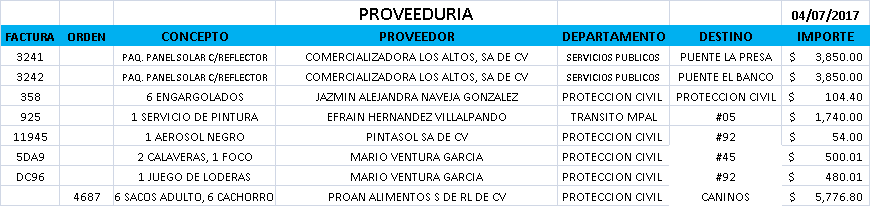 PROVEEDURIA 04/07/2017
FACTURA ORDEN CONCEPTO PROVEEDOR DEPARTAMENTO DESTINO IMPORTE
3241 PAQ. PANEL SOLAR C/REFLECTOR COMERCIALIZADORA LOS ALTOS, SA DE CV SERVICIOS PUBLICOS PUENTE LA PRESA $ 3,850.00
3242 PAQ. PANEL SOLAR C/REFLECTOR COMERCIALIZADORA LOS ALTOS, SA DE CV SERVICIOS PUBLICOS PUENTE EL BANCO $ 3,850.00
358 6 ENGARGOLADOS JAZMIN ALEJANDRA NAVEJA GONZALEZ PROTECCION CIVIL PROTECCION CIVIL $ 104.40
925 1 SERVICIO DE PINTURA EFRAIN HERNANDEZ VILLALPANDO TRANSITO MPAL #05 $ 1,740.00
11945 1 AEROSOL NEGRO PINTASOL SA DE CV PROTECCION CIVIL #92 $ 54.00
5DA9 2 CALAVERAS, 1 FOCO MARIO VENTURA GARCIA PROTECCION CIVIL #45 $ 500.01
DC96 1 JUEGO DE LODERAS MARIO VENTURA GARCIA PROTECCION CIVIL #92 $ 480.01
4687 6 SACOS ADULTO, 6 CACHORRO PROAN ALIMENTOS S DE RL DE CV PROTECCION CIVIL CANINOS $ 5,776.80